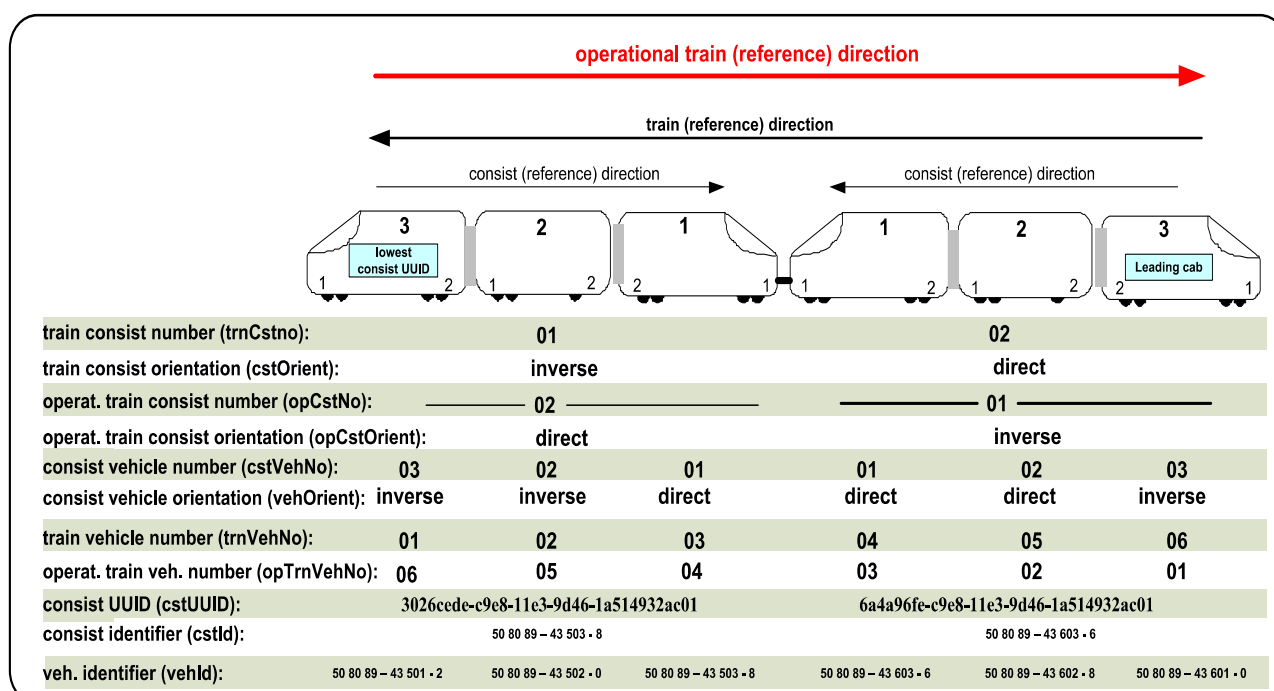 operational train (reference) direction
train (reference) direction
consist (reference) direction consist (reference) direction
3 2 1 1 2 3
lowest
consist UUID
Leading cab
1 2 1 2 2 1 1 2 1 2 2 1
train consist number (trnCstno): 01 02
train consist orientation (cstOrient): inverse direct
operat. train consist number (opCstNo): 02 01
operat. train consist orientation (opCstOrient): direct inverse
consist vehicle number (cstVehNo): 03 02 01 01 02 03
consist vehicle orientation (vehOrient): inverse inverse direct direct direct inverse
train vehicle number (trnVehNo): 01 02 03 04 05 06
operat. train veh. number (opTrnVehNo): 06 05 04 03 02 01
consist UUID (cstUUID): 3026cede-c9e8-11e3-9d46-1a514932ac01 6a4a96fe-c9e8-11e3-9d46-1a514932ac01
consist identifier (cstId): 50 80 89 – 43 503 - 8 50 80 89 – 43 603 - 6
veh. identifier (vehId): 50 80 89 – 43 501 - 2 50 80 89 – 43 502 - 0 50 80 89 – 43 503 - 8 50 80 89 – 43 603 - 6 50 80 89 – 43 602 - 8 50 80 89 – 43 601 - 0